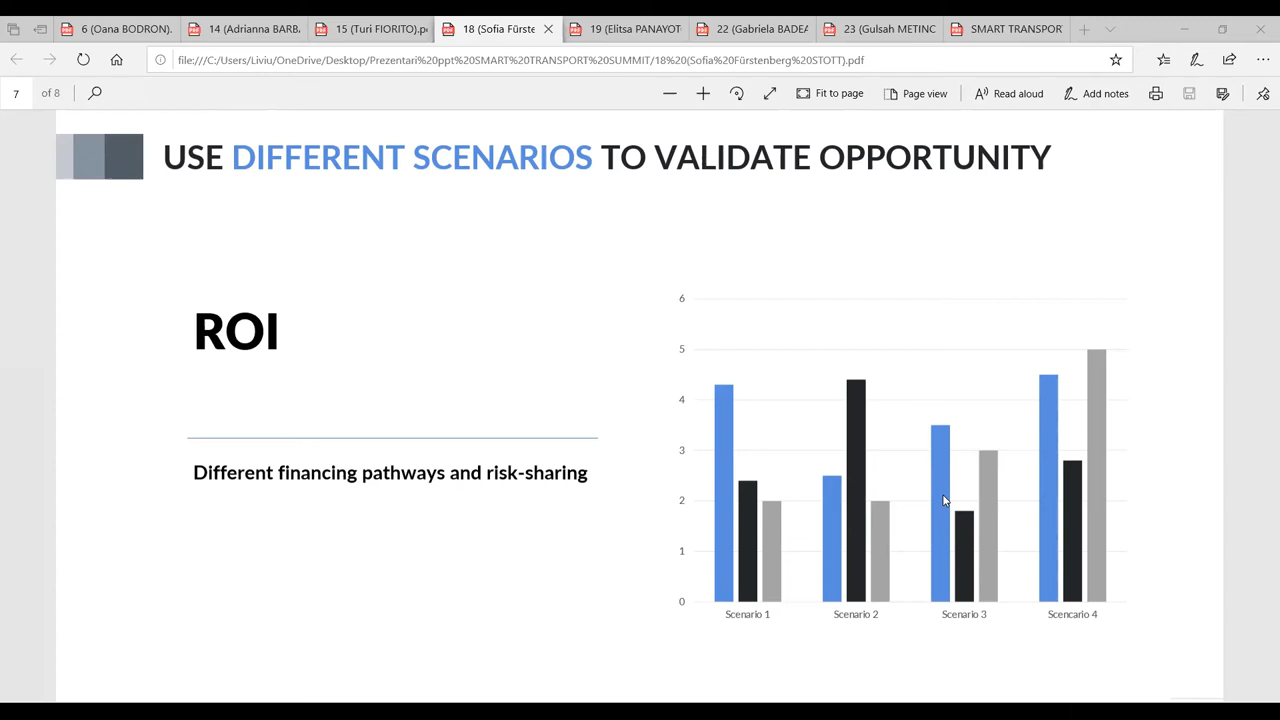 6 (Oana BODRON).
14 (Adrianna BARB.
15 (Turi FIORITO).p
18 (Sofia Fürste
19 (Elitsa PANAYOT
22 (Gabriela BADEA
23 (Gulsah METINC
SMART TRANSPOR
file:///C:/Users/Liviu/OneDrive/Desktop/Prezentari%20ppt%20SMART%20TRANSPORT%20SUMMIT/18%20(Sofia%20Fürstenberg%20STOTT).pdf
7 of 8
Fit to page
Page view
Read aloud
Add notes
USE DIFFERENT SCENARIOS TO VALIDATE OPPORTUNITY
ROI
Different financing pathways and risk-sharing
6
5
4
3
2
1
0
Scenario 1 Scenario 2 Scenario 3 Scencario 4